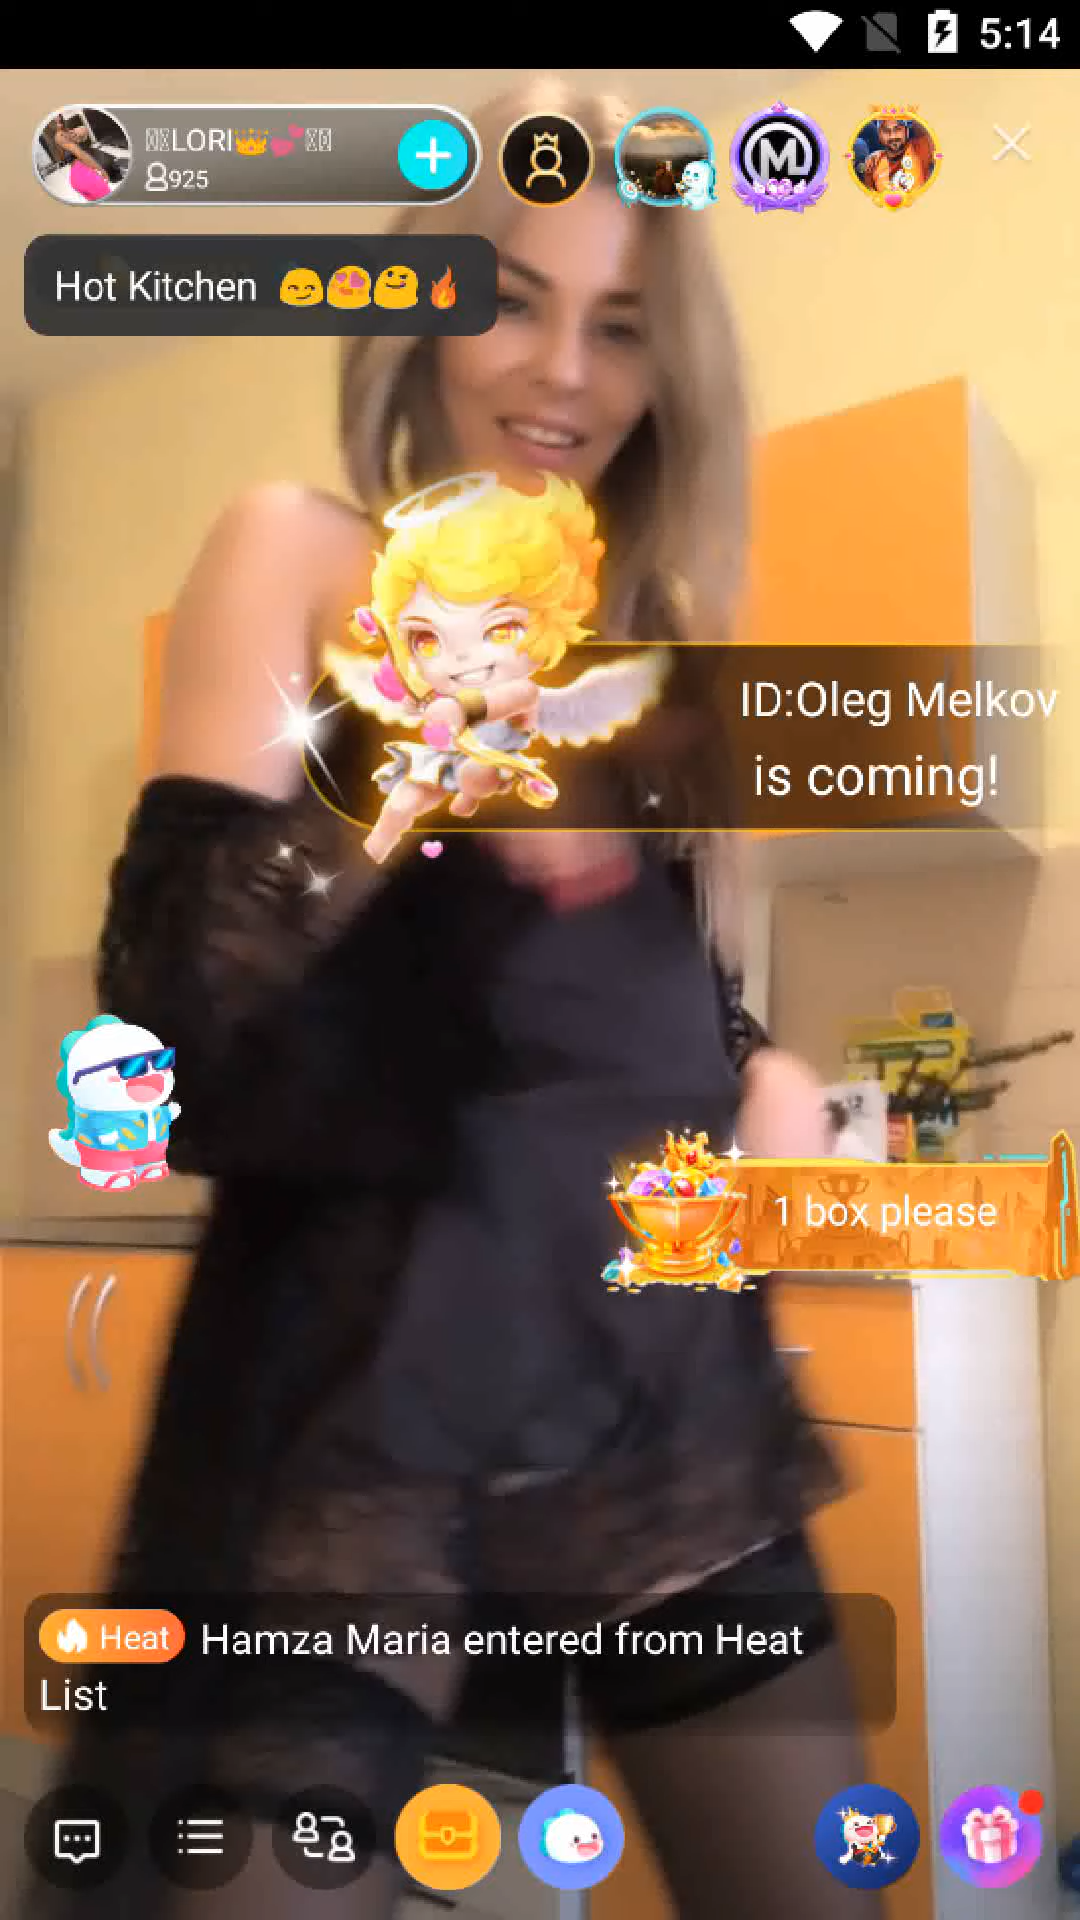 5:14
LORI👑💕
925
M
Hot Kitchen 😏😍🤗🔥
ID:Oleg Melkov
is coming!
1 box please
Heat Hamza Maria entered from Heat
List